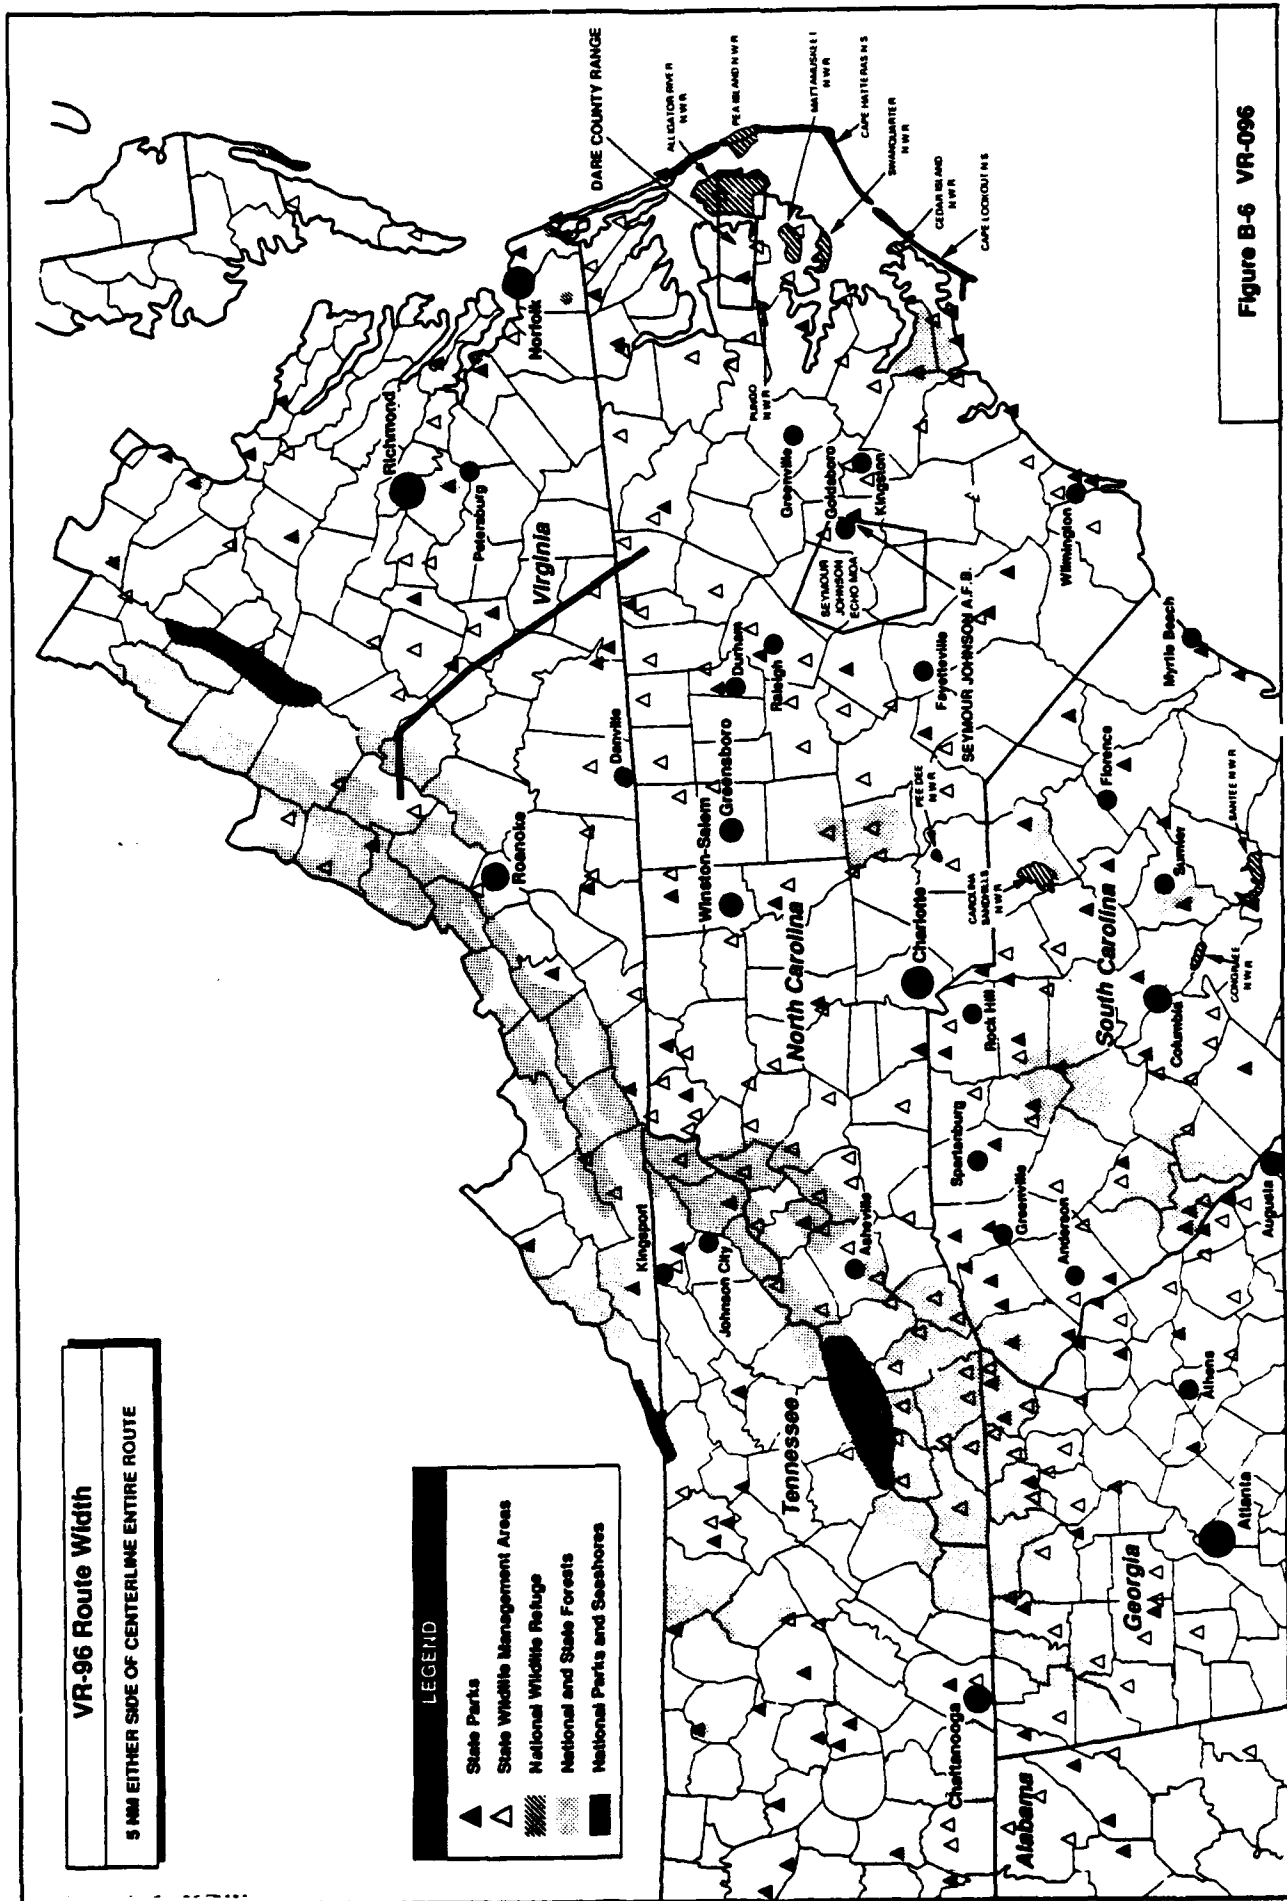 VR-96 Route Width
5 NM EITHER SIDE OF CENTERLINE ENTIRE ROUTE
LEGEND
State Parks
State Wildlife Management Areas
National Wildlife Refuge
National and State Forests
National Parks and Seashores
Figure B-6 VR-096
DARE COUNTY RANGE
ALLIGATOR RIVER
N W R
PEA ISLAND N W R
MATTAMUSKEET
N W R
CAPE HATTERAS N S
SWANQUARTER
N W R
CEDAR ISLAND
N W R
CAPE LOOKOUT N S
PUNGO
N W R
Norfolk
Richmond
Petersburg
Virginia
Roanoke
Danville
Greenville
Goldsboro
Kingston
SEYMOUR
JOHNSON
ECHO MOA
SEYMOUR JOHNSON A.F.B.
Wilmington
Durham
Raleigh
Fayetteville
Myrtle Beach
Greensboro
Winston-Salem
North Carolina
Charlotte
PEE DEE
N W R
CAROLINA
SANDHILLS
N W R
Florence
Sumter
SANTEE N W R
South Carolina
Columbia
CONGAREE
N W R
Rock Hill
Spartanburg
Greenville
Anderson
Augusta
Kingsport
Johnson City
Asheville
Tennessee
Athens
Atlanta
Georgia
Chattanooga
Alabama